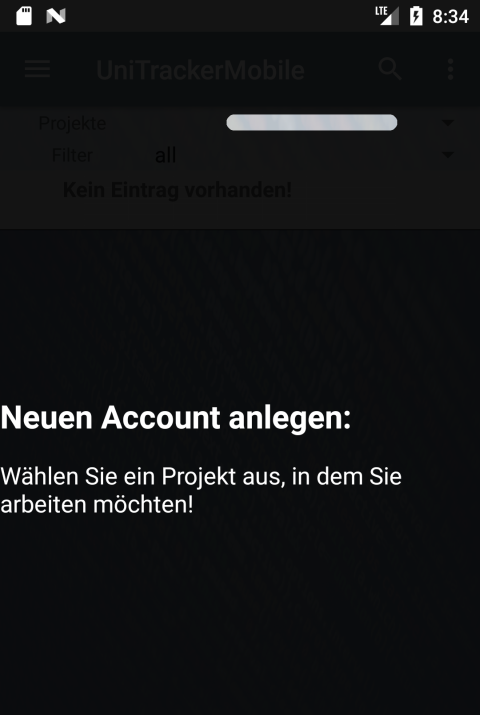 LTE
8:34
UniTrackerMobile
Projekte
Filter all
Kein Eintrag vorhanden!
Neuen Account anlegen:
Wählen Sie ein Projekt aus, in dem Sie
arbeiten möchten!